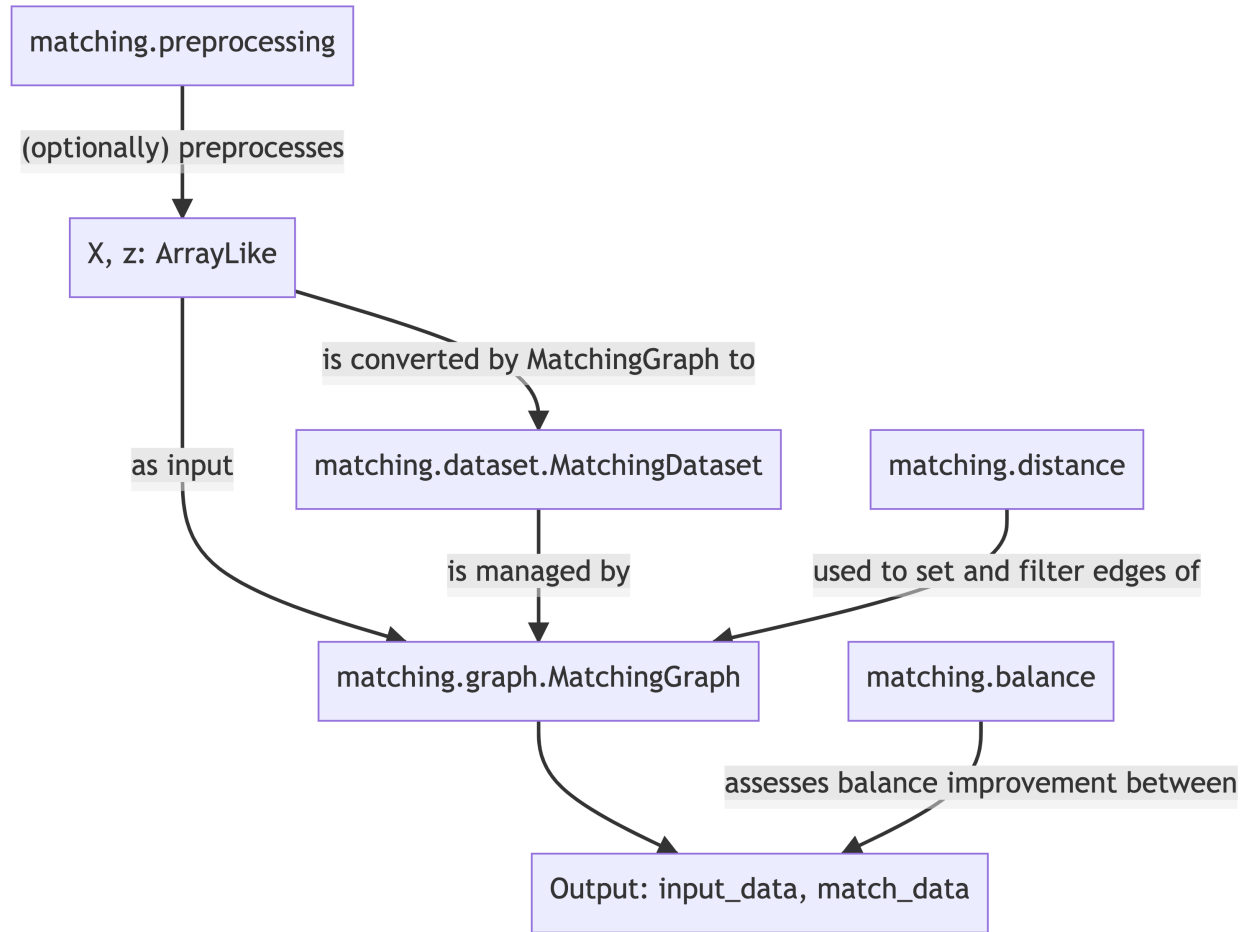 matching.preprocessing
(optionally) preprocesses
X, z: ArrayLike
is converted by MatchingGraph to
as input
matching.dataset.MatchingDataset
matching.distance
is managed by
used to set and filter edges of
matching.graph.MatchingGraph
matching.balance
assesses balance improvement between
Output: input_data, match_data